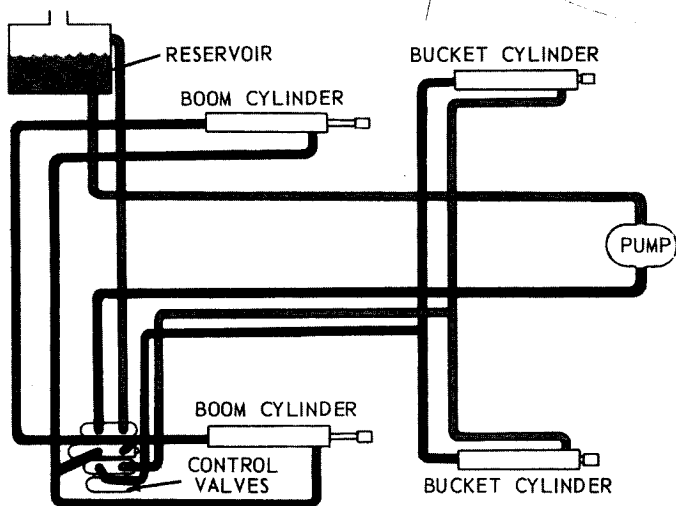 RESERVOIR
BUCKET CYLINDER
BOOM CYLINDER
PUMP
BOOM CYLINDER
CONTROL
VALVES
BUCKET CYLINDER